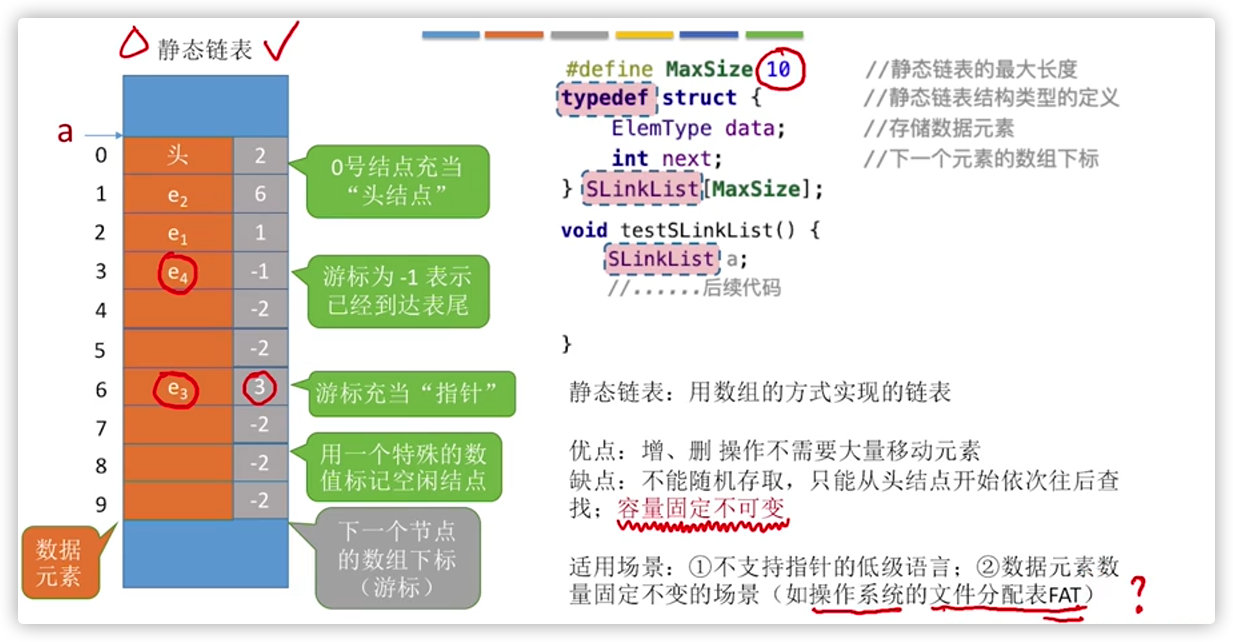 静态链表
a
0 头 2
1 e₂ 6
2 e₁ 1
3 e₄ -1
4 -2
5 -2
6 e₃ 3
7 -2
8 -2
9 -2
0号结点充当
“头结点”
游标为 -1 表示
已经到达表尾
游标充当“指针”
用一个特殊的数
值标记空闲结点
下一个节点
的数组下标
（游标）
数据
元素
#define MaxSize 10 //静态链表的最大长度
typedef struct { //静态链表结构类型的定义
ElemType data; //存储数据元素
int next; //下一个元素的数组下标
} SLinkList[MaxSize];
void testSLinkList() {
SLinkList a;
//......后续代码
}
静态链表：用数组的方式实现的链表
优点：增、删 操作不需要大量移动元素
缺点：不能随机存取，只能从头结点开始依次往后查
找；容量固定不可变
适用场景：①不支持指针的低级语言；②数据元素数
量固定不变的场景（如操作系统的文件分配表FAT）
?